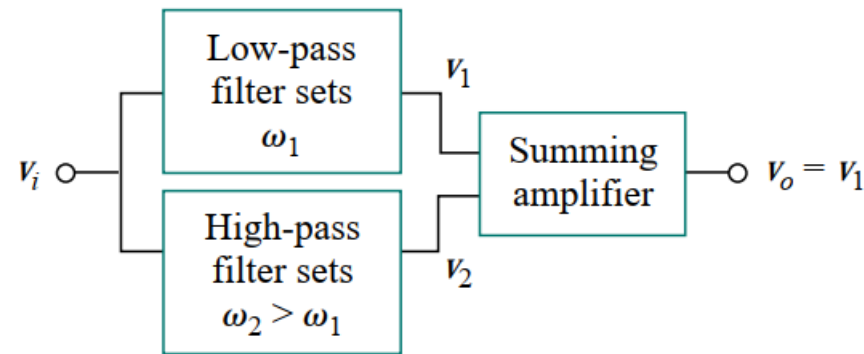 Low-pass
filter sets
ω₁
v₁
Summing
amplifier
vᵢ
vₒ = v₁
High-pass
filter sets
ω₂ > ω₁
v₂